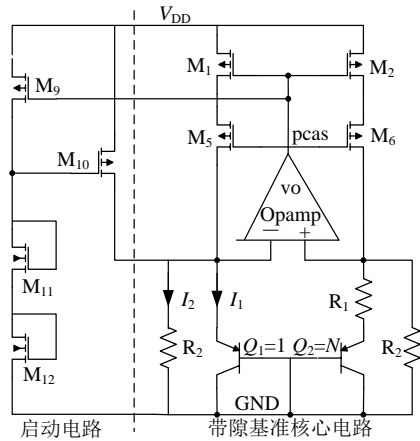 V_DD
M_1
M_2
M_9
pcas
M_5
M_6
M_10
vo
Opamp
− +
M_11
I_2
I_1
R_1
R_2
Q_1=1
Q_2=N
R_2
M_12
GND
启动电路
带隙基准核心电路